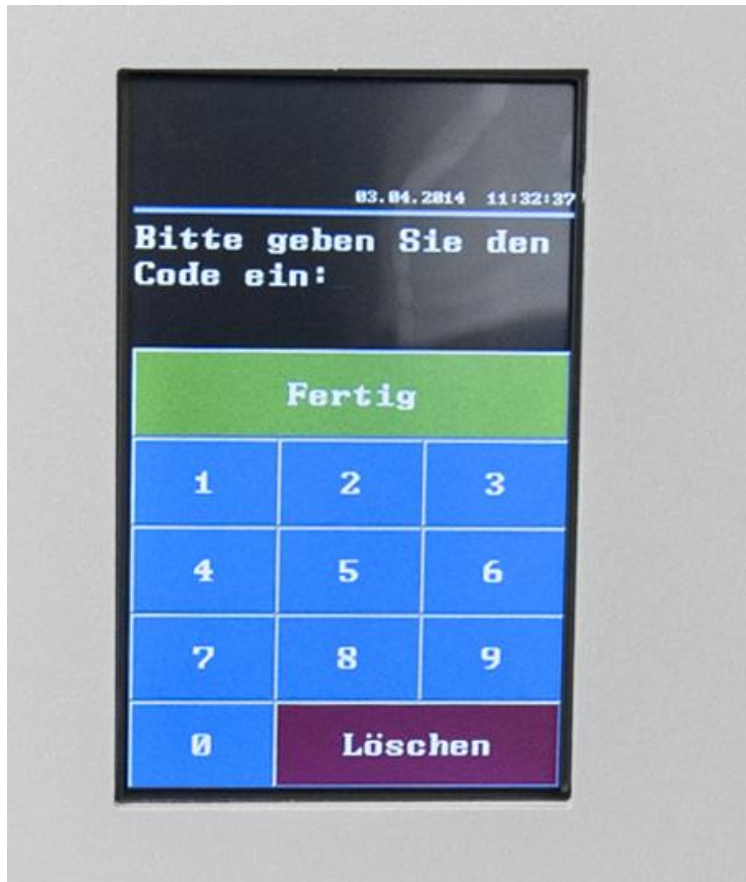 03.04.2014 11:32:37
Bitte geben Sie den
Code ein:
Fertig
1 2 3
4 5 6
7 8 9
0 Löschen